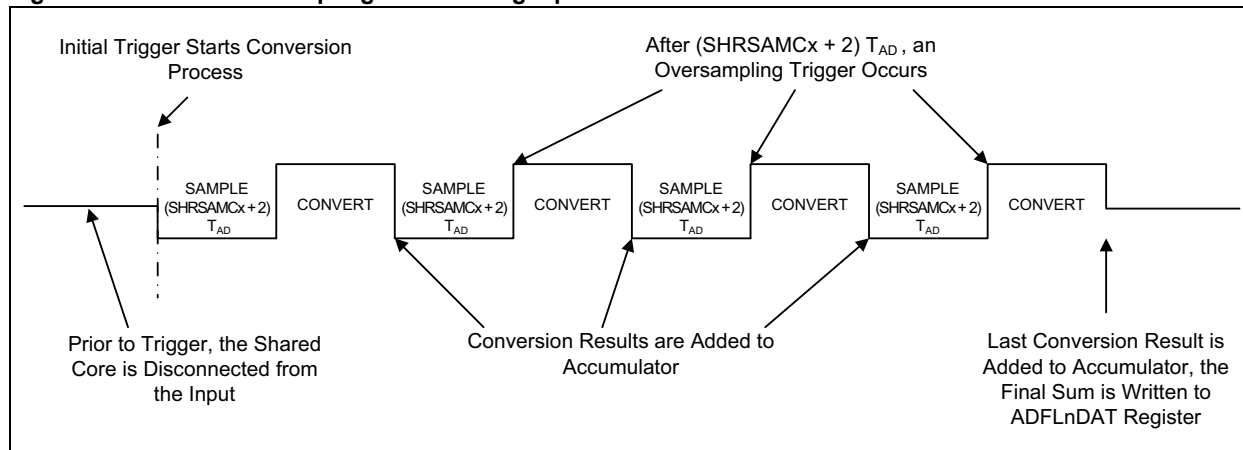 Initial Trigger Starts Conversion
Process
After (SHRSAMCx + 2) TAD , an
Oversampling Trigger Occurs
SAMPLE
(SHRSAMCx + 2)
TAD
CONVERT
SAMPLE
(SHRSAMCx + 2)
TAD
CONVERT
SAMPLE
(SHRSAMCx + 2)
TAD
CONVERT
SAMPLE
(SHRSAMCx + 2)
TAD
CONVERT
Prior to Trigger, the Shared
Core is Disconnected from
the Input
Conversion Results are Added to
Accumulator
Last Conversion Result is
Added to Accumulator, the
Final Sum is Written to
ADFLnDAT Register